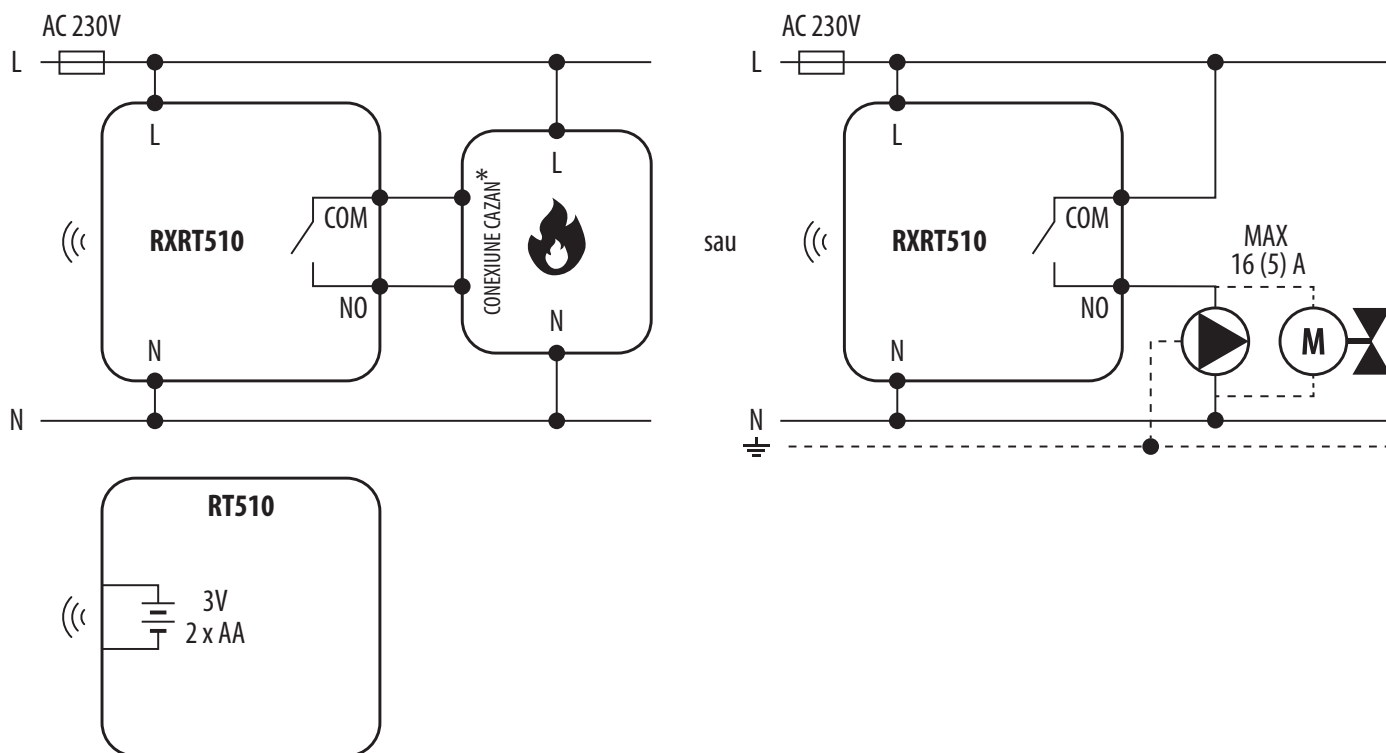 AC 230V
L
L
RXRT510
COM
NO
N
N
CONEXIUNE CAZAN*
L
N
sau
AC 230V
L
L
RXRT510
COM
NO
N
N
MAX
16 (5) A
M
RT510
3V
2 x AA